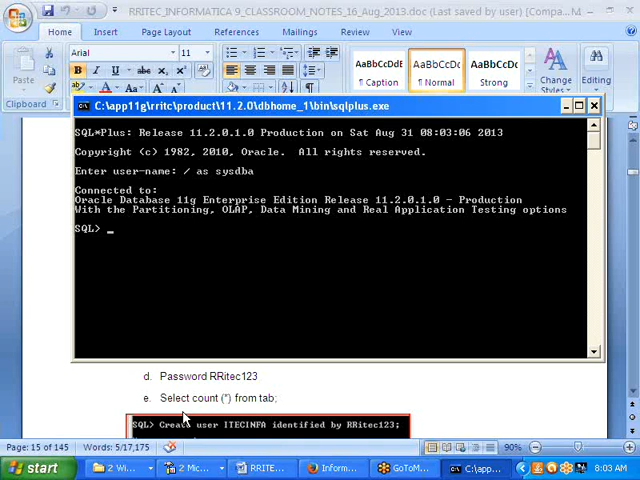 RRITEC_INFORMATICA 9_CLASSROOM_NOTES_16_Aug_2013.doc (Last saved by user) [Compa...
Home Insert Page Layout References Mailings Review View
Paste
Clipboard
Arial 11
AaBbCcDdE AaBbCcDc AaBbCcDc
¶ Caption ¶ Normal Strong
Change Styles
Editing
C:\app11g\rritc\product\11.2.0\dbhome_1\bin\sqlplus.exe
SQL*Plus: Release 11.2.0.1.0 Production on Sat Aug 31 08:03:06 2013
Copyright (c) 1982, 2010, Oracle. All rights reserved.
Enter user-name: / as sysdba
Connected to:
Oracle Database 11g Enterprise Edition Release 11.2.0.1.0 - Production
With the Partitioning, OLAP, Data Mining and Real Application Testing options
SQL> _
d. Password RRitec123
e. Select count (*) from tab;
SQL> Create user ITECINFA identified by RRitec123;
Page: 15 of 145 Words: 5/17,175 90%
start 2 Wi... 2 Mic... RRITE... Inform... GoToM... C:\app... 8:03 AM